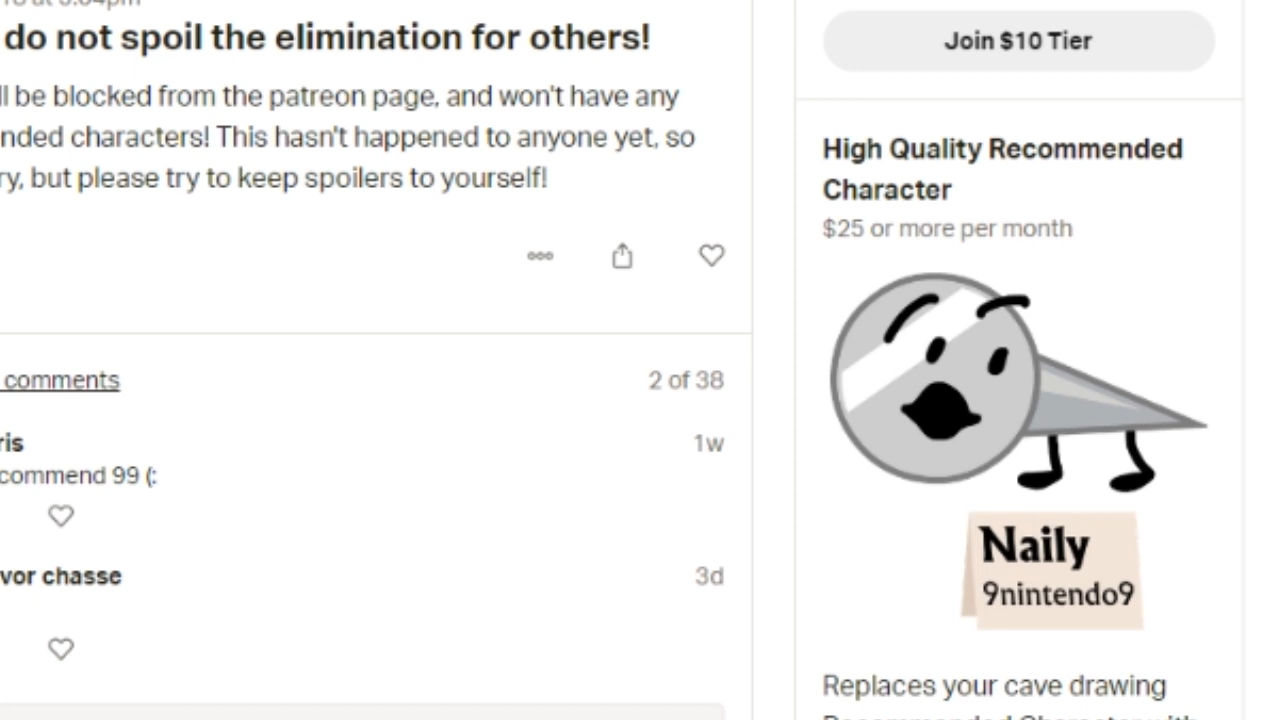 do not spoil the elimination for others!
ll be blocked from the patreon page, and won't have any
nded characters! This hasn't happened to anyone yet, so
ry, but please try to keep spoilers to yourself!
comments
2 of 38
ris
1w
commend 99 (:
vor chasse
3d
Join $10 Tier
High Quality Recommended
Character
$25 or more per month
Naily
9nintendo9
Replaces your cave drawing
Recommended Character with